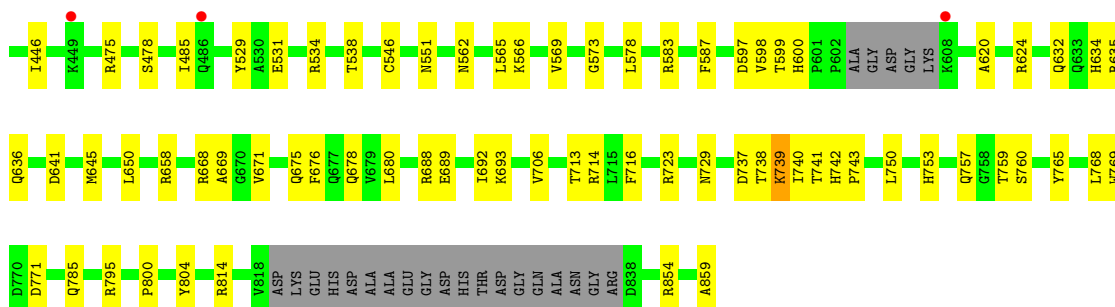 I446 K449 R475 S478 I485 Q486 Y529 A530 E531 R534 T538 C546 N551 N562 L565 K566 V569 G573 L578 R583 F587 D597 V598 T599 H600 P601 P602 ALA GLY ASP GLY LYS K608 A620 R624 Q632 Q633 H634 R635
Q636 D641 M645 L650 R658 R668 A669 G670 V671 Q675 F676 Q677 Q678 V679 L680 R688 E689 I692 K693 V706 T713 R714 L715 F716 R723 N729 D737 T738 K739 I740 T741 H742 P743 L750 H753 Q757 G758 T759 S760 Y765 L768 W769
D770 D771 Q785 R795 P800 Y804 R814 V818 ASP LYS GLU HIS ASP ALA ALA GLU GLY ASP HIS THR ASP GLY GLN ALA ASN GLY ARG D838 R854 A859